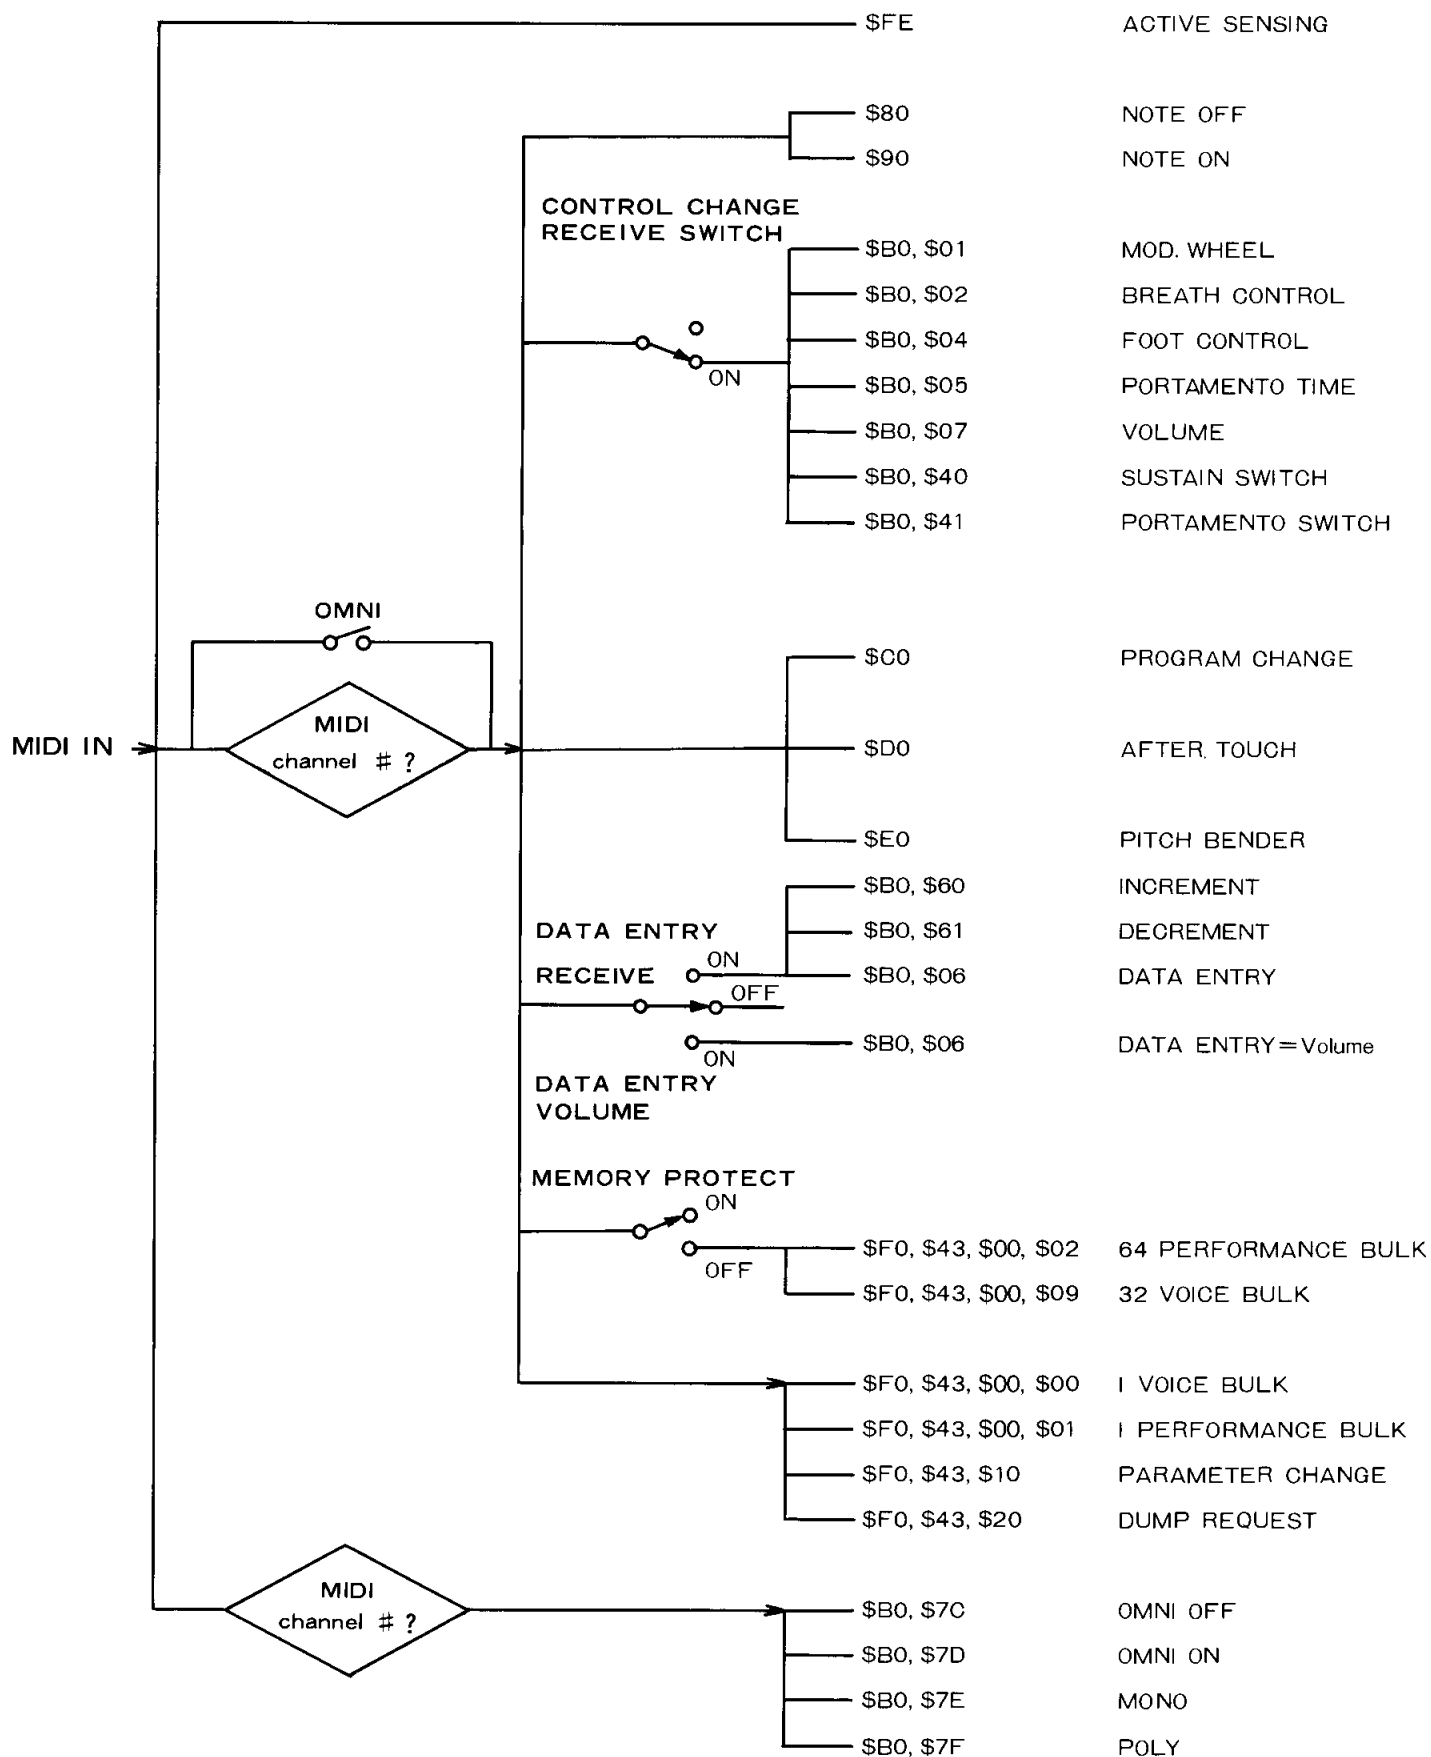 $FE ACTIVE SENSING
$80 NOTE OFF
$90 NOTE ON
CONTROL CHANGE
RECEIVE SWITCH
$B0, $01 MOD. WHEEL
$B0, $02 BREATH CONTROL
$B0, $04 FOOT CONTROL
ON
$B0, $05 PORTAMENTO TIME
$B0, $07 VOLUME
$B0, $40 SUSTAIN SWITCH
$B0, $41 PORTAMENTO SWITCH
OMNI
$C0 PROGRAM CHANGE
MIDI IN
MIDI
channel # ?
$D0 AFTER TOUCH
$E0 PITCH BENDER
$B0, $60 INCREMENT
DATA ENTRY
RECEIVE
$B0, $61 DECREMENT
ON
$B0, $06 DATA ENTRY
OFF
$B0, $06 DATA ENTRY=Volume
ON
DATA ENTRY
VOLUME
MEMORY PROTECT
ON
OFF
$F0, $43, $00, $02 64 PERFORMANCE BULK
$F0, $43, $00, $09 32 VOICE BULK
$F0, $43, $00, $00 I VOICE BULK
$F0, $43, $00, $01 I PERFORMANCE BULK
$F0, $43, $10 PARAMETER CHANGE
$F0, $43, $20 DUMP REQUEST
MIDI
channel # ?
$B0, $7C OMNI OFF
$B0, $7D OMNI ON
$B0, $7E MONO
$B0, $7F POLY